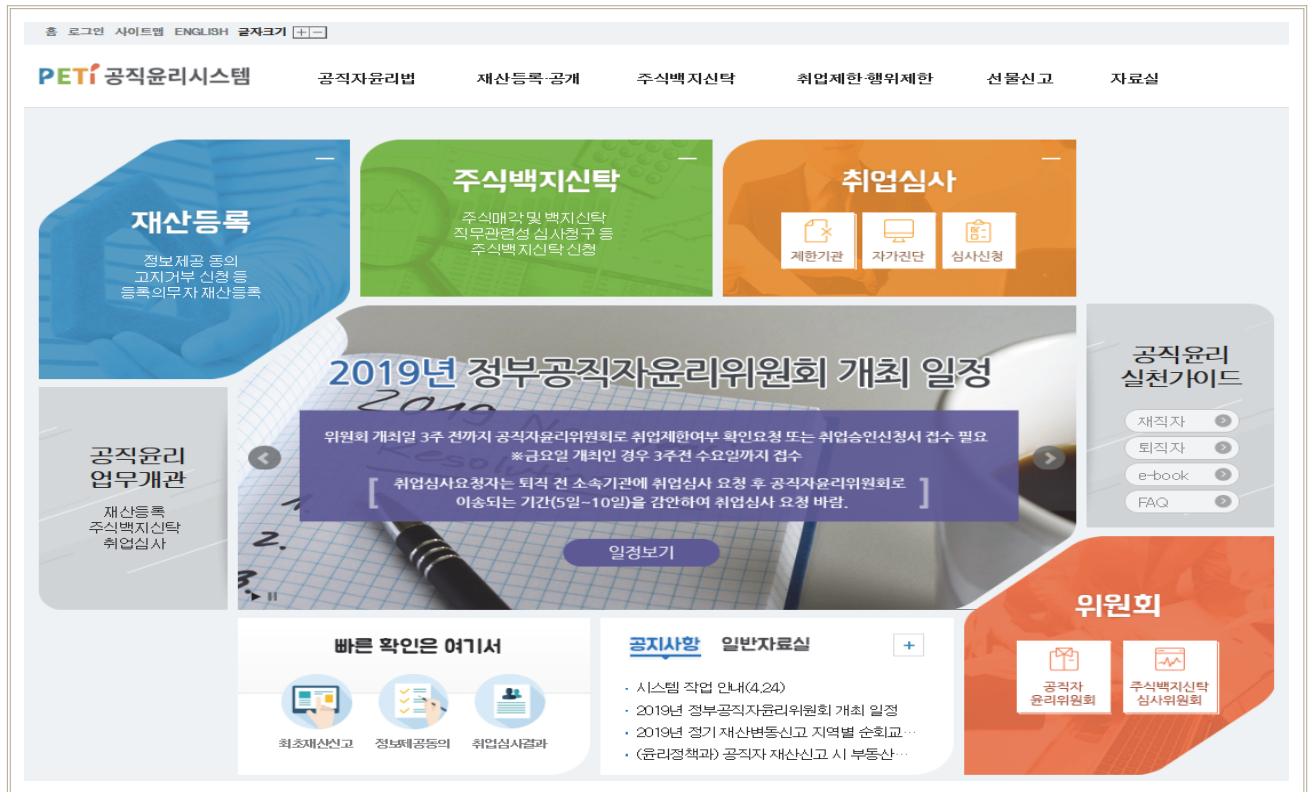 홈 로그인 사이트맵 ENGLISH 글자크기 + -
PETi 공직윤리시스템
공직자윤리법 재산등록·공개 주식백지신탁 취업제한·행위제한 선물신고 자료실
재산등록
정보제공 동의
고지거부 신청 등
등록의무자 재산등록
주식백지신탁
주식매각 및 백지신탁
직무관련성 심사청구 등
주식백지신탁 신청
취업심사
제한기관 자가진단 심사신청
공직윤리
업무개관
재산등록
주식백지신탁
취업심사
2019년 정부공직자윤리위원회 개최 일정
위원회 개최일 3주 전까지 공직자윤리위원회로 취업제한여부 확인요청 또는 취업승인신청서 접수 필요
※금요일 개최인 경우 3주전 수요일까지 접수
[ 취업심사요청자는 퇴직 전 소속기관에 취업심사 요청 후 공직자윤리위원회로
이송되는 기간(5일~10일)을 감안하여 취업심사 요청 바람. ]
일정보기
2019 
Resolution
1.
2.
3.
공직윤리
실천가이드
재직자
퇴직자
e-book
FAQ
빠른 확인은 여기서
최초재산신고 정보제공동의 취업심사결과
공지사항 일반자료실 +
· 시스템 작업 안내(4.24)
· 2019년 정부공직자윤리위원회 개최 일정
· 2019년 정기 재산변동신고 지역별 순회교…
· (윤리정책과) 공직자 재산신고 시 부동산…
위원회
공직자
윤리위원회
주식백지신탁
심사위원회